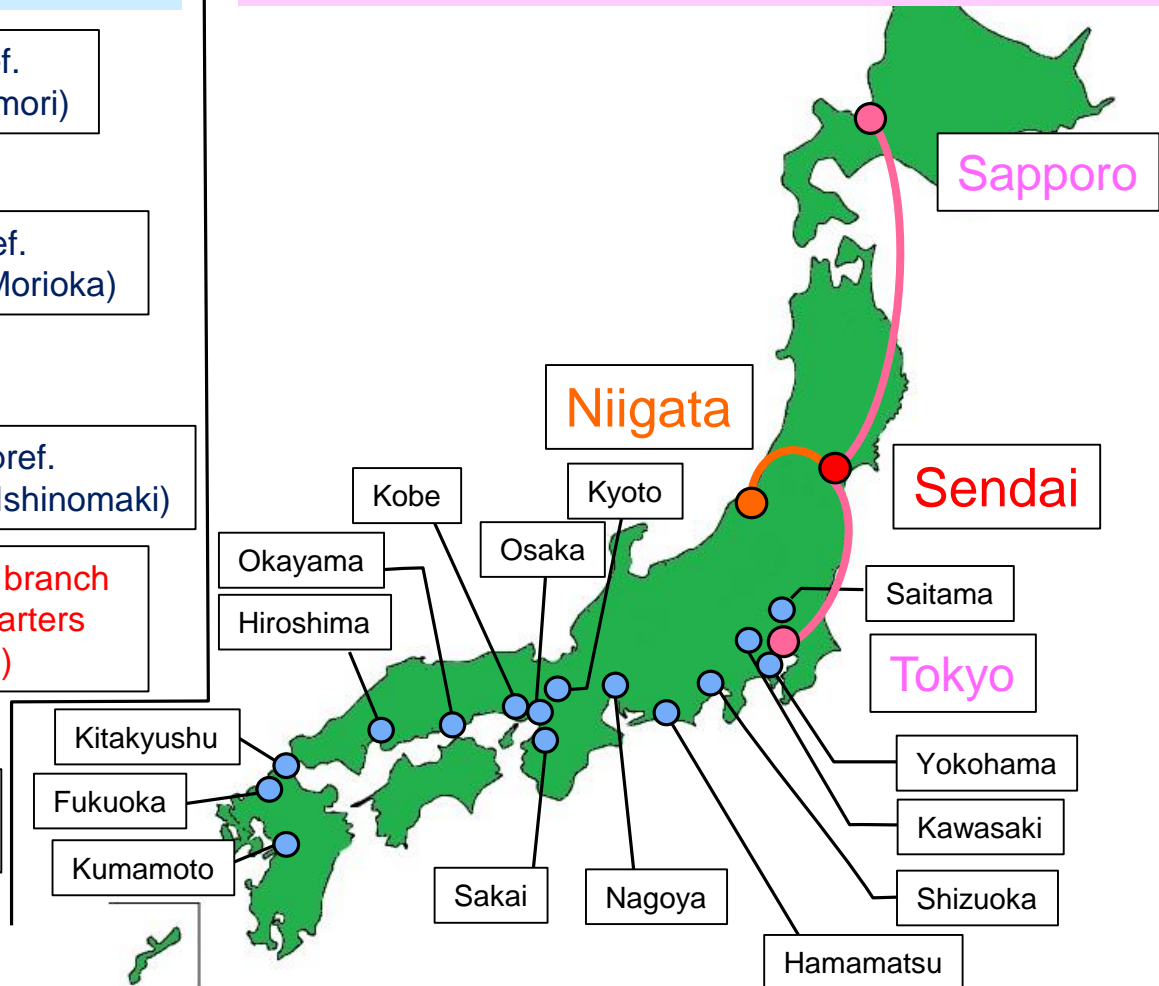 f.
mori)
ef.
Morioka)
pref.
Ishinomaki)
branch
arters
)
Sapporo
Niigata
Sendai
Kobe
Kyoto
Osaka
Okayama
Hiroshima
Saitama
Tokyo
Kitakyushu
Fukuoka
Kumamoto
Yokohama
Kawasaki
Shizuoka
Sakai
Nagoya
Hamamatsu